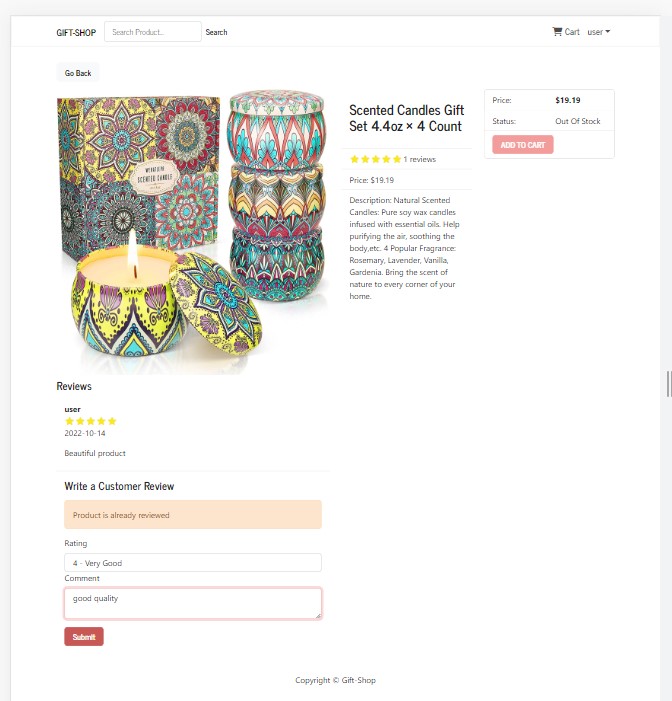 GIFT-SHOP
Search Product...
Search
Cart
user
Go Back
SCENTED CANDLE
Scented Candles Gift
Set 4.4oz × 4 Count
1 reviews
Price: $19.19
Description: Natural Scented
Candles: Pure soy wax candles
infused with essential oils. Help
purifying the air, soothing the
body,etc. 4 Popular Fragrance:
Rosemary, Lavender, Vanilla,
Gardenia. Bring the scent of
nature to every corner of your
home.
Price: $19.19
Status: Out Of Stock
ADD TO CART
Reviews
user
2022-10-14
Beautiful product
Write a Customer Review
Product is already reviewed
Rating
4 - Very Good
Comment
good quality
Submit
Copyright © Gift-Shop